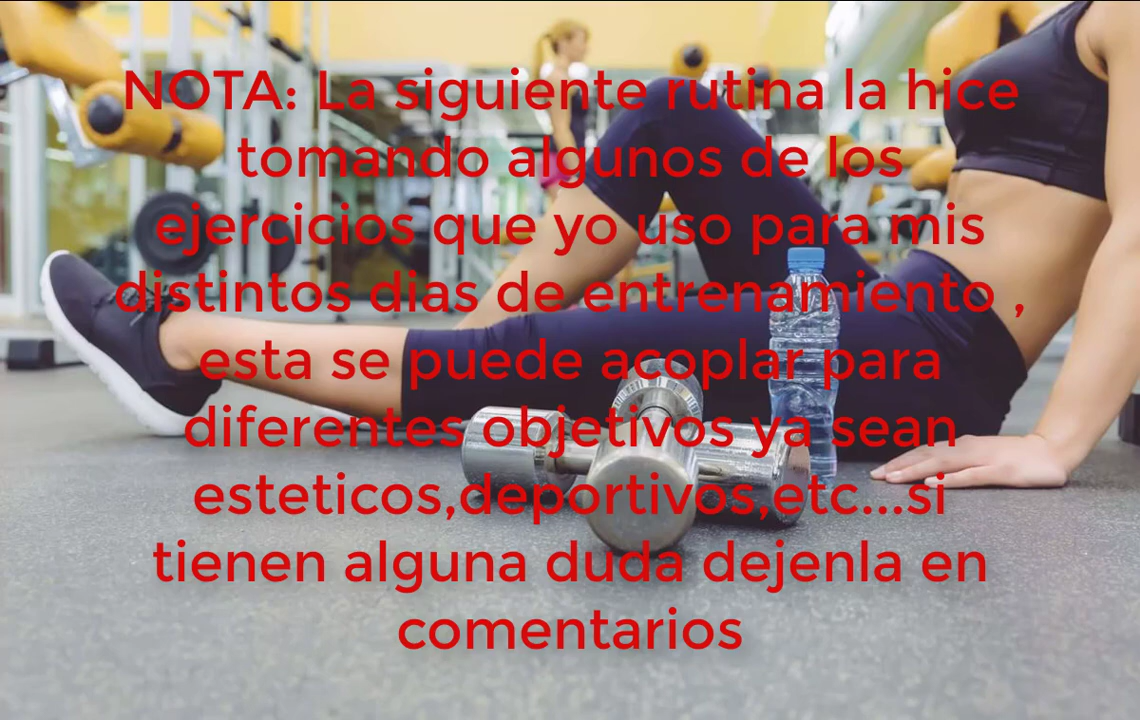 NOTA: La siguiente rutina la hice
tomando algunos de los
ejercicios que yo uso para mis
distintos dias de entrenamiento ,
esta se puede acoplar para
diferentes objetivos ya sean
esteticos,deportivos,etc...si
tienen alguna duda dejenla en
comentarios